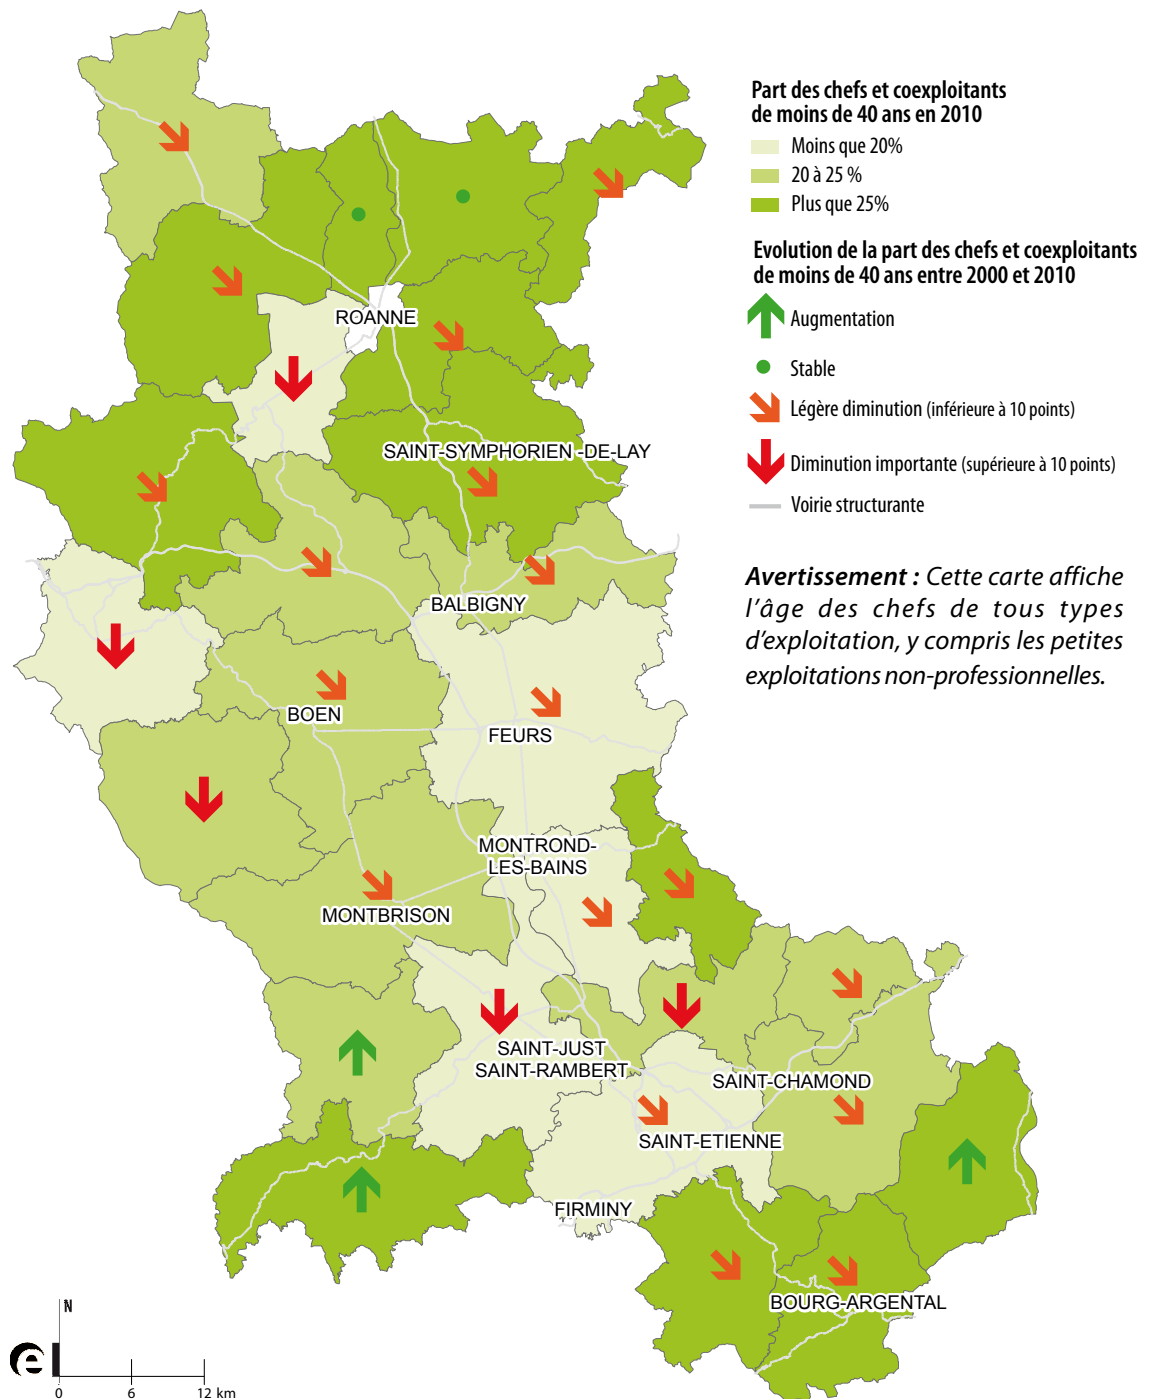 Part des chefs et coexploitants
de moins de 40 ans en 2010
Moins que 20%
20 à 25 %
Plus que 25%
Evolution de la part des chefs et coexploitants
de moins de 40 ans entre 2000 et 2010
Augmentation
Stable
Légère diminution (inférieure à 10 points)
Diminution importante (supérieure à 10 points)
Voirie structurante
Avertissement : Cette carte affiche
l'âge des chefs de tous types
d'exploitation, y compris les petites
exploitations non-professionnelles.
ROANNE
SAINT-SYMPHORIEN -DE-LAY
BALBIGNY
BOEN
FEURS
MONTROND-
LES-BAINS
MONTBRISON
SAINT-JUST
SAINT-RAMBERT
SAINT-CHAMOND
SAINT-ETIENNE
FIRMINY
BOURG-ARGENTAL
N
e
0 6 12 km